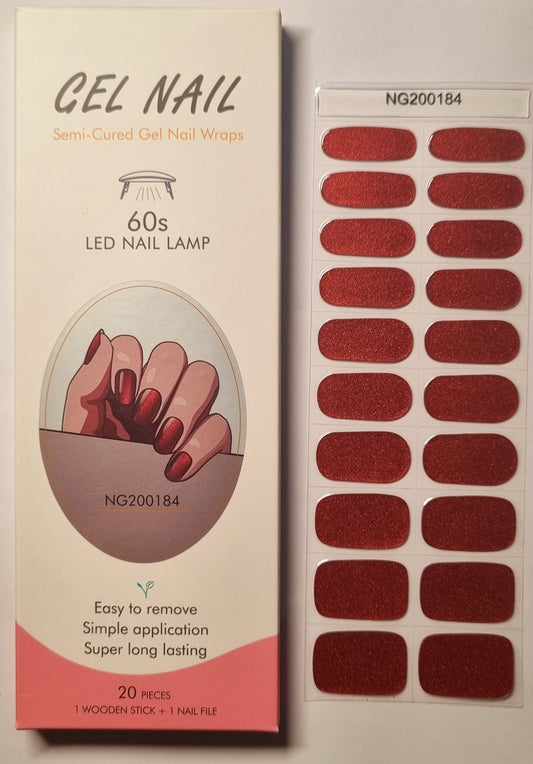 GEL NAIL
Semi-Cured Gel Nail Wraps
60s
LED NAIL LAMP
NG200184
Easy to remove
Simple application
Super long lasting
20 PIECES
1 WOODEN STICK + 1 NAIL FILE
NG200184